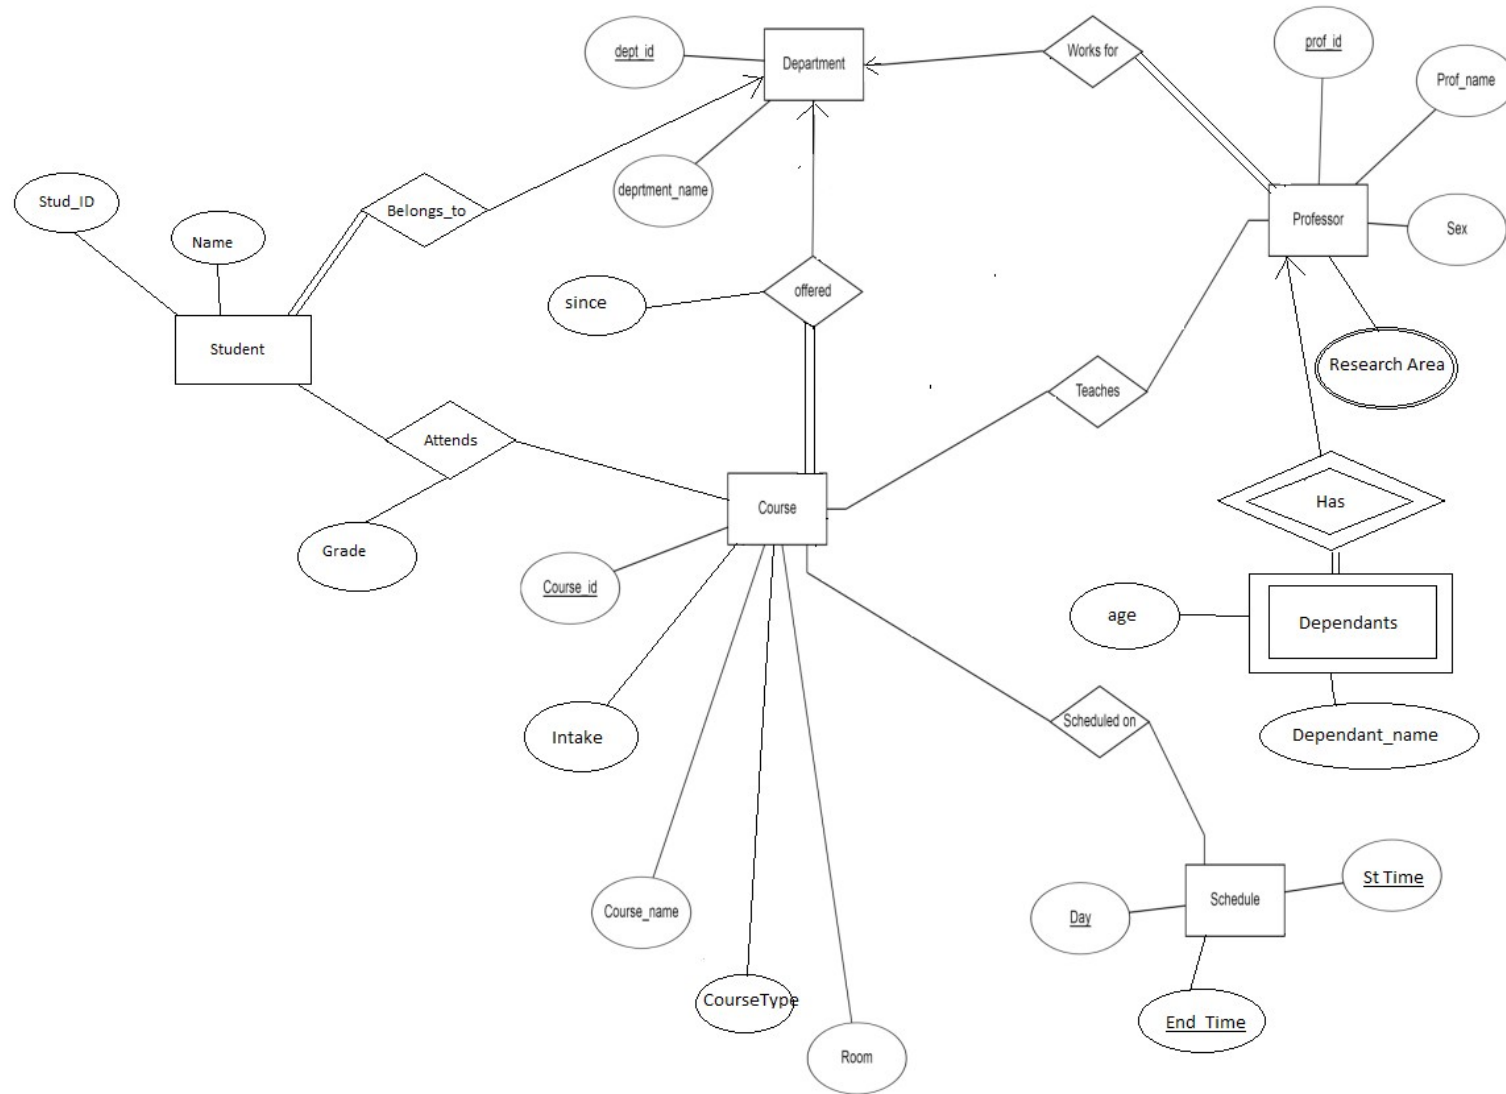 dept_id
Department
Works for
prof_id
Prof_name
deprtment_name
Stud_ID
Name
Belongs_to
Professor
Sex
since
offered
Student
Teaches
Research Area
Attends
Grade
Course
Has
Course_id
age
Dependants
Intake
Scheduled on
Dependant_name
Course_name
CourseType
Room
Day
Schedule
St Time
End_Time